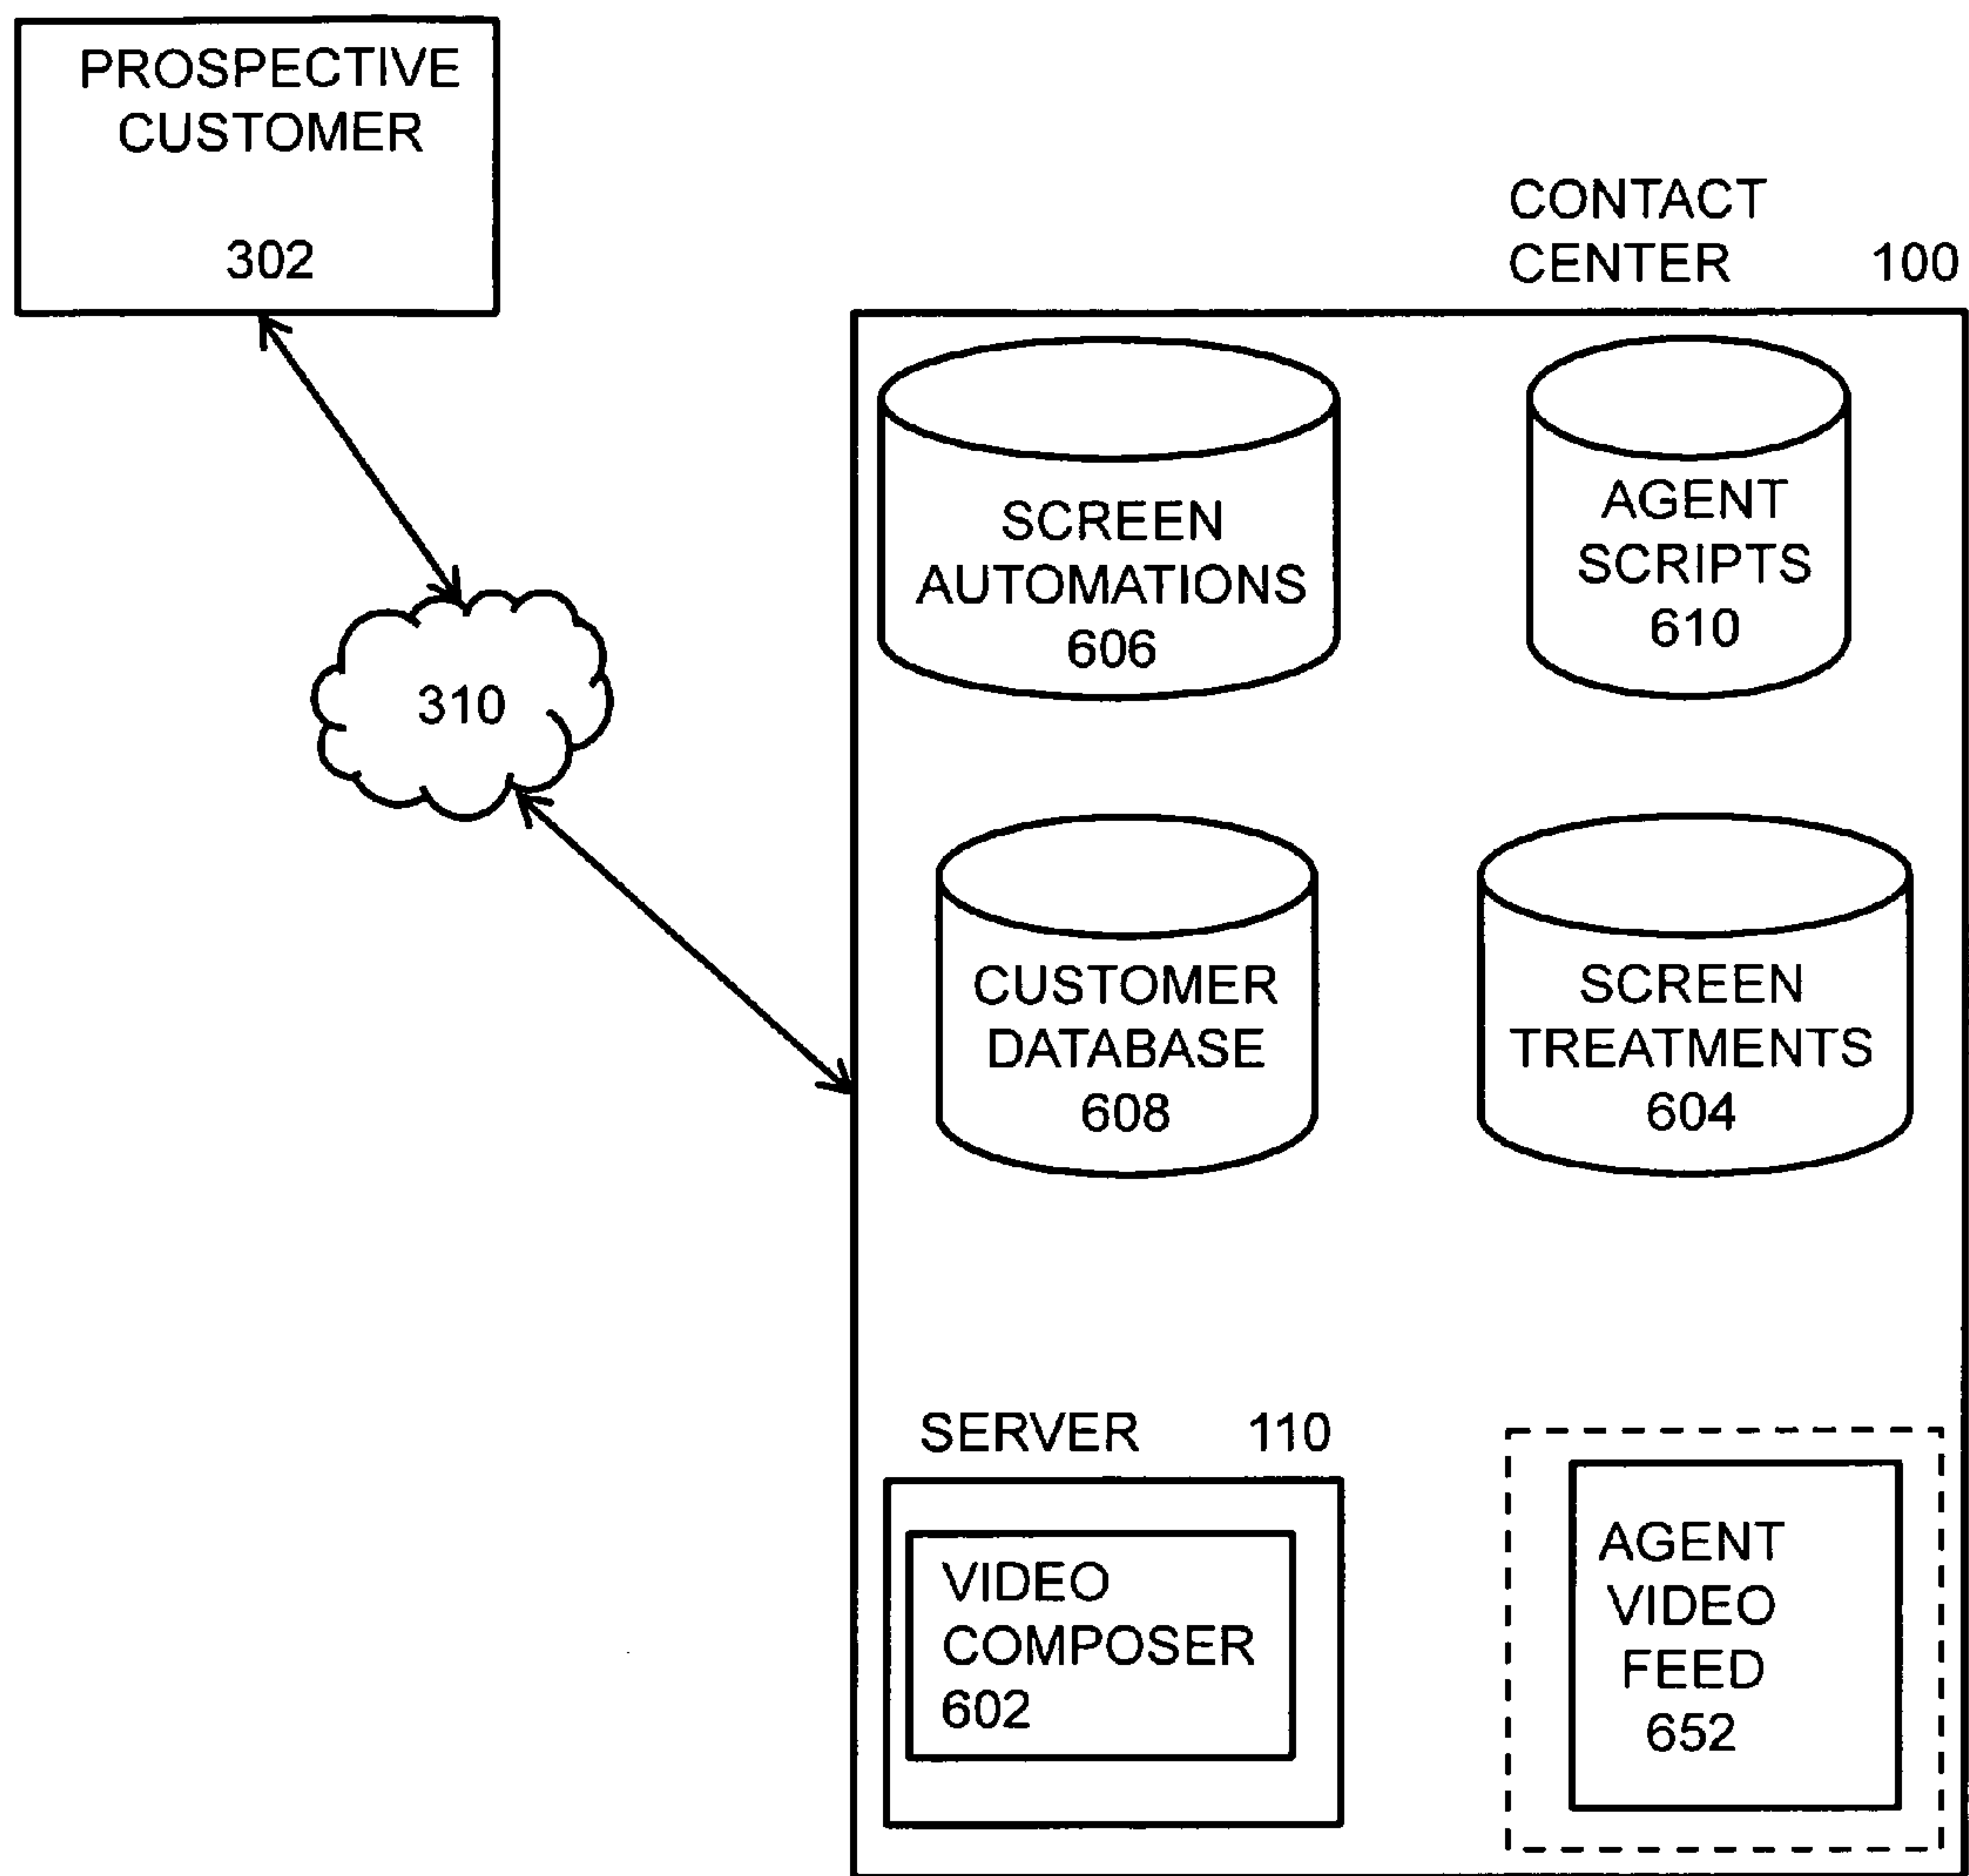 PROSPECTIVE
CUSTOMER
302
CONTACT
CENTER 100
310
SCREEN
AUTOMATIONS
606
AGENT
SCRIPTS
610
CUSTOMER
DATABASE
608
SCREEN
TREATMENTS
604
SERVER 110
VIDEO
COMPOSER
602
AGENT
VIDEO
FEED
652